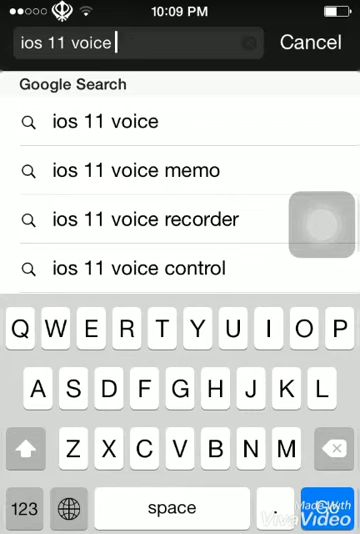 10:09 PM
ios 11 voice
Cancel
Google Search
ios 11 voice
ios 11 voice memo
ios 11 voice recorder
ios 11 voice control
Q W E R T Y U I O P
A S D F G H J K L
Z X C V B N M
123 space . Go
Made With
VivaVideo